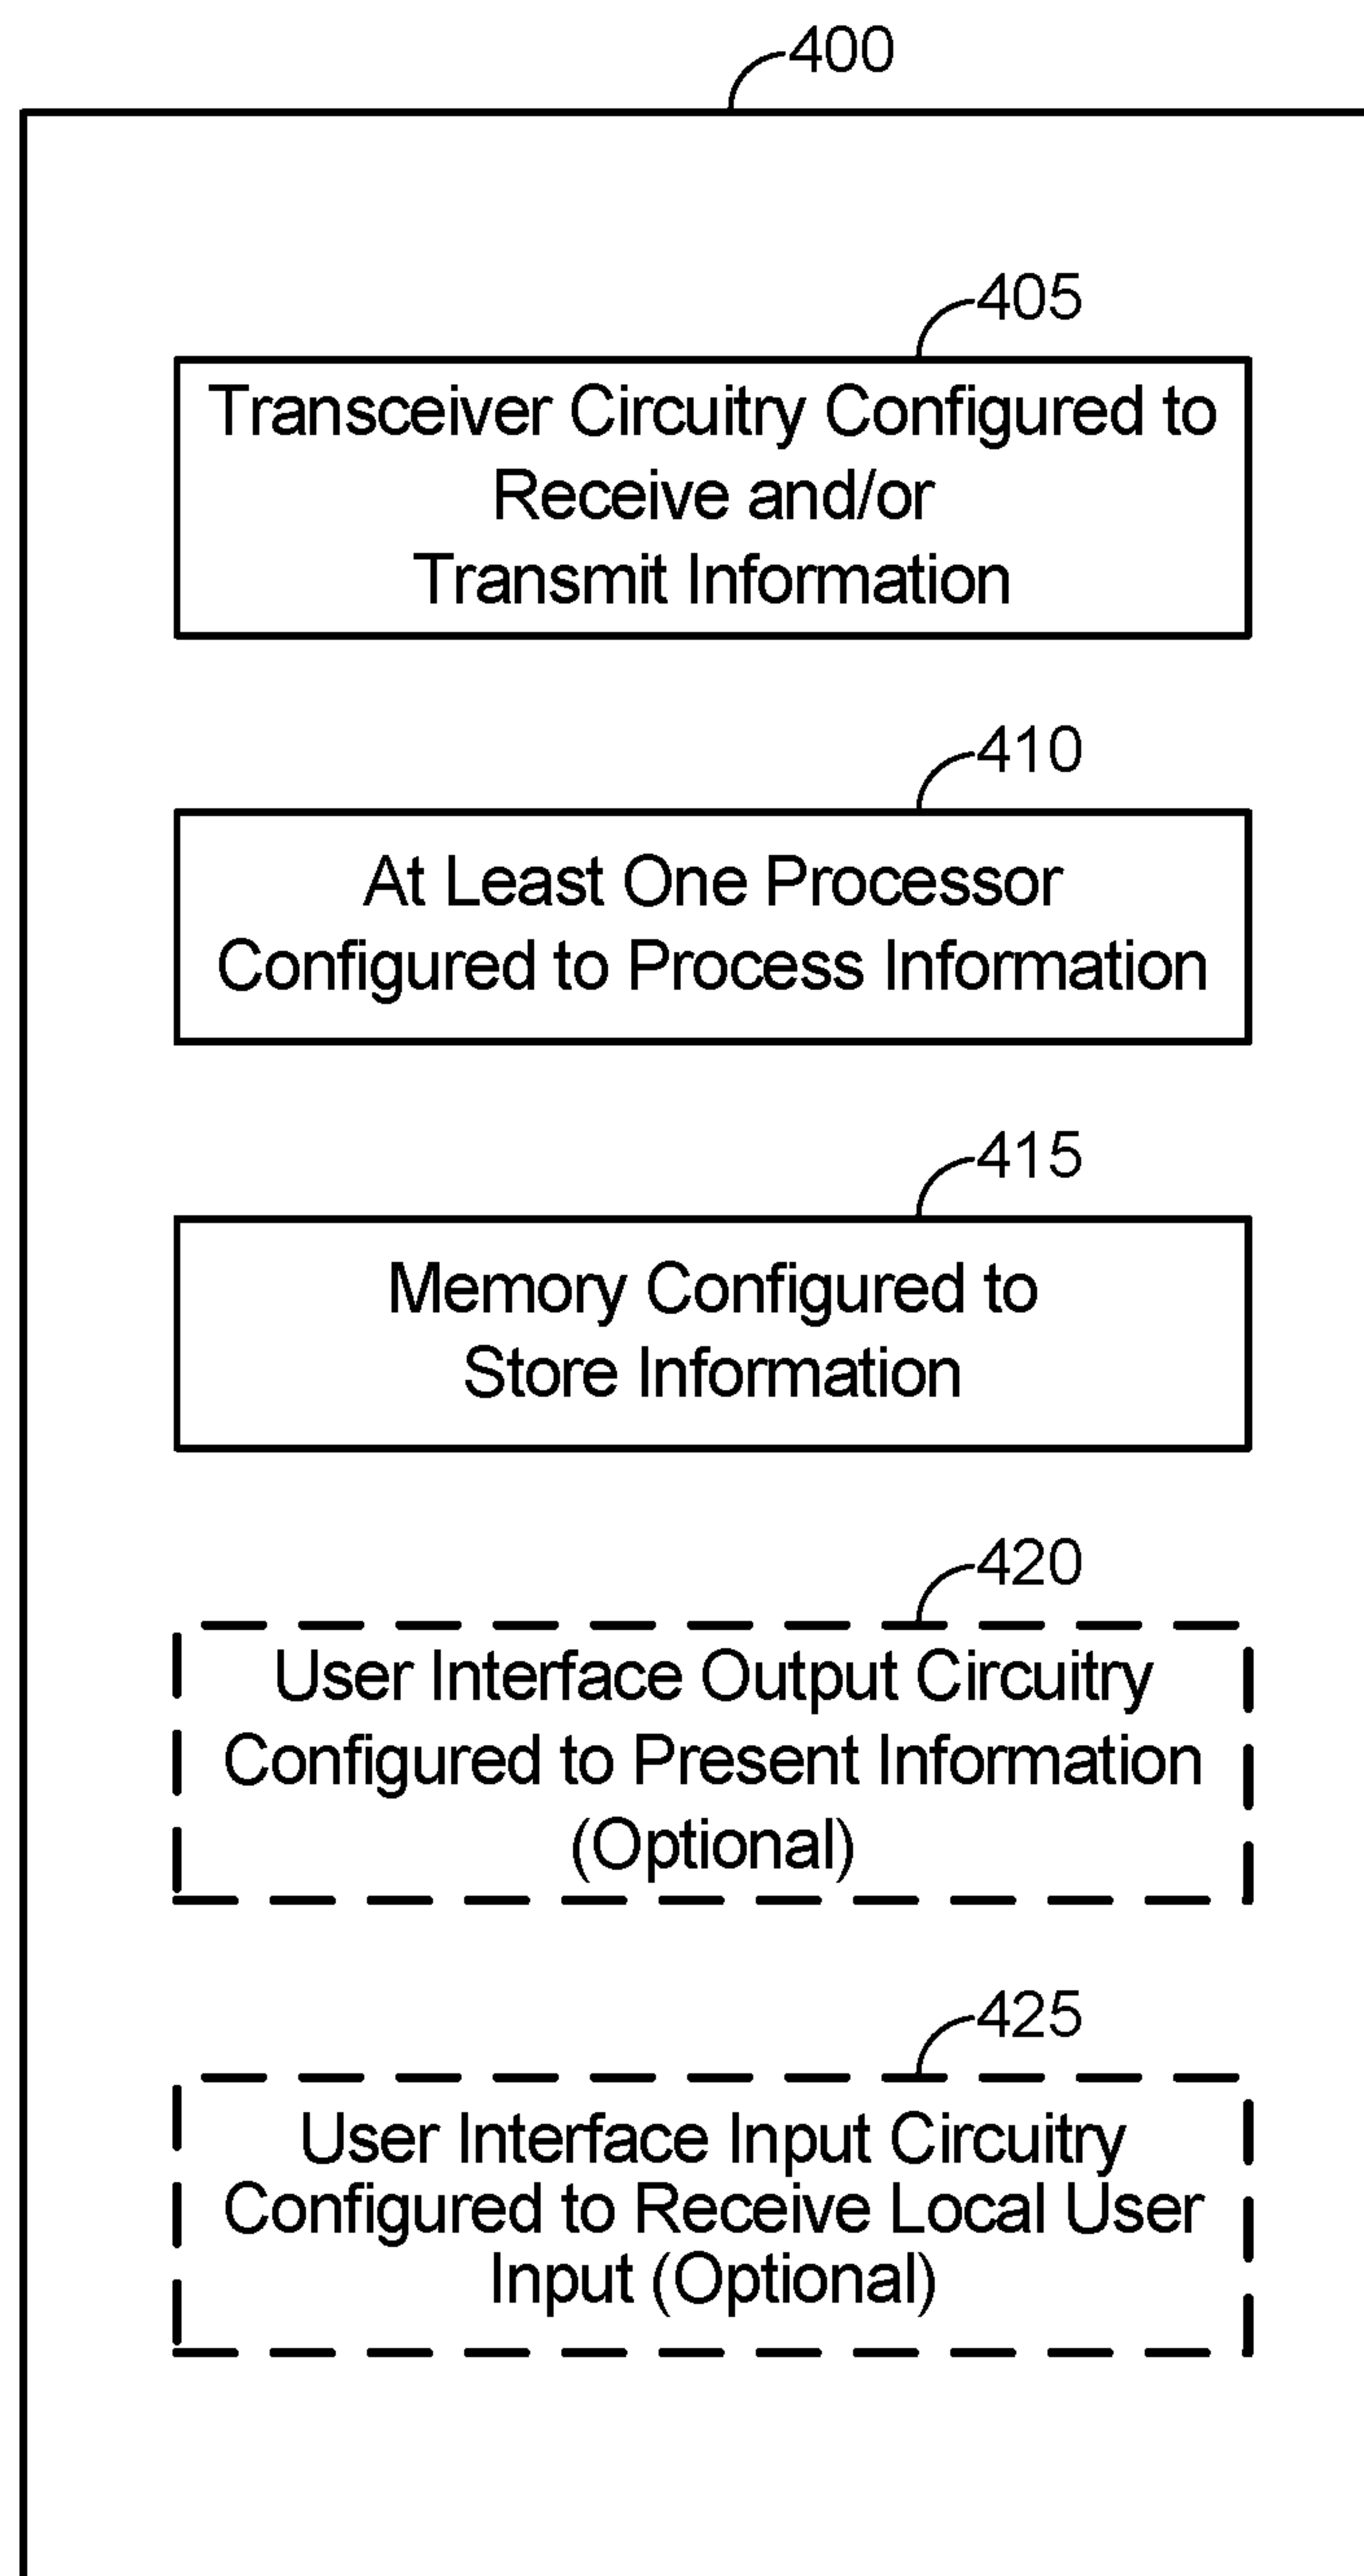 400
405
Transceiver Circuitry Configured to
Receive and/or
Transmit Information
410
At Least One Processor
Configured to Process Information
415
Memory Configured to
Store Information
420
User Interface Output Circuitry
Configured to Present Information
(Optional)
425
User Interface Input Circuitry
Configured to Receive Local User
Input (Optional)